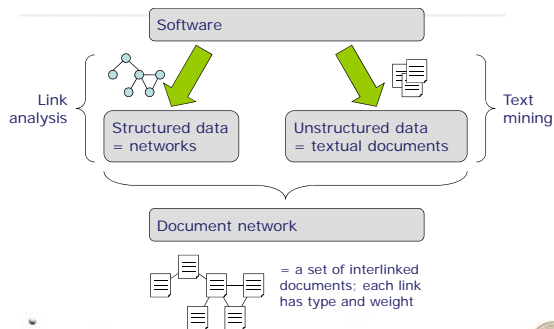 Software
Link
analysis
Structured data
= networks
Unstructured data
= textual documents
Text
mining
Document network
= a set of interlinked
documents; each link
has type and weight